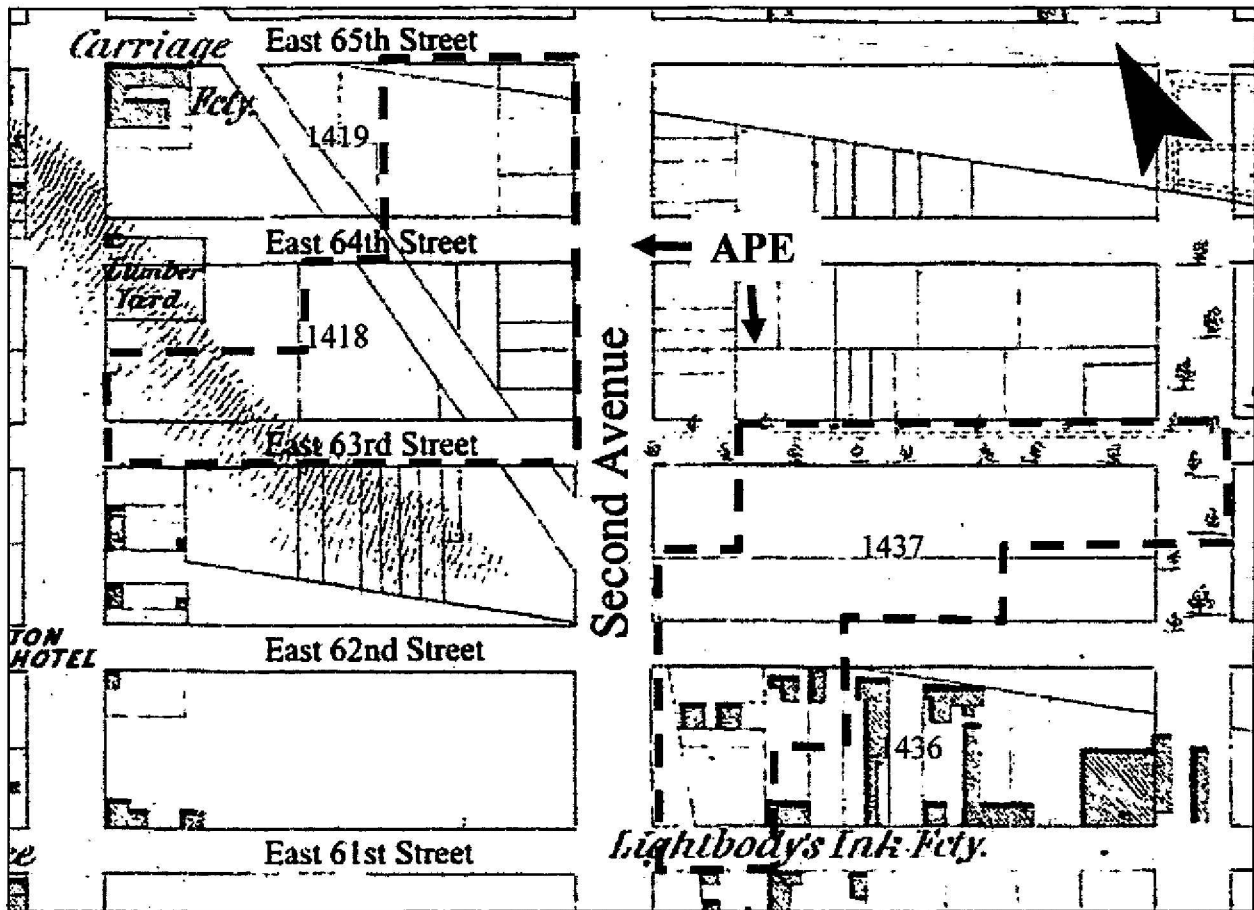 Carriage
Fcty.
East 65th Street
1419
East 64th Street
APE
Lumber
Yard
1418
East 63rd Street
Second Avenue
1437
TON
HOTEL
East 62nd Street
436
East 61st Street
Lightbody's Ink Fcty.